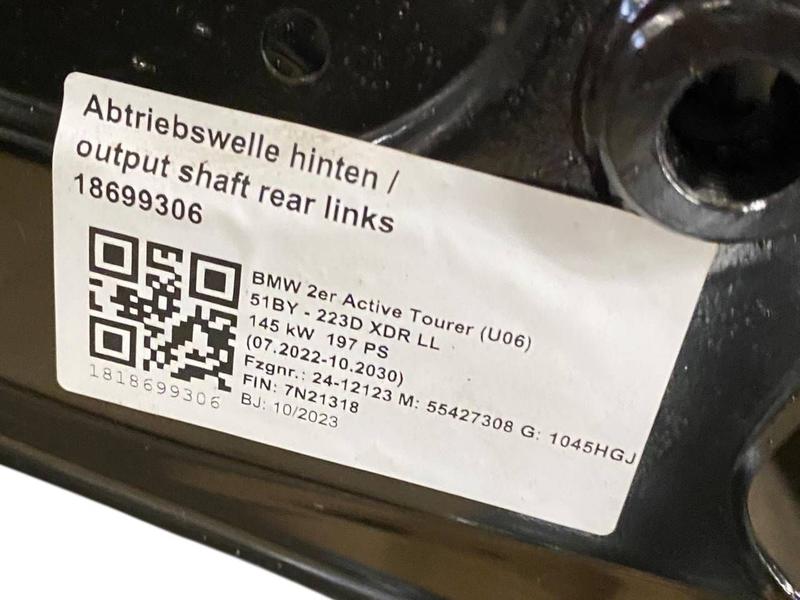 Abtriebswelle hinten /
output shaft rear links
18699306
BMW 2er Active Tourer (U06)
51BY - 223D XDR LL
145 kW 197 PS
(07.2022-10.2030)
Fzgnr.: 24-12123 M: 55427308 G: 1045HGJ
FIN: 7N21318
BJ: 10/2023
1818699306